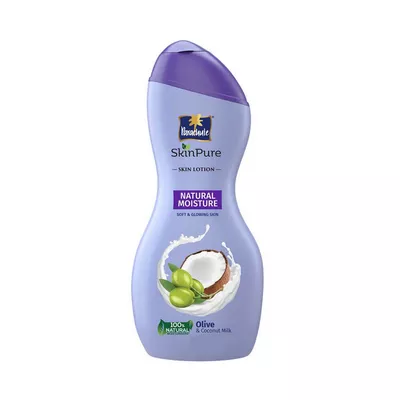 Parachute
SkinPure
SKIN LOTION
NATURAL
MOISTURE
SOFT & GLOWING SKIN
100%
NATURAL
Olive
& Coconut Milk